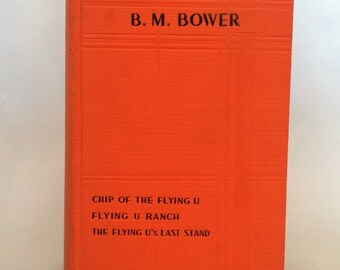 B. M. BOWER
CHIP OF THE FLYING U
FLYING U RANCH
THE FLYING U'S LAST STAND